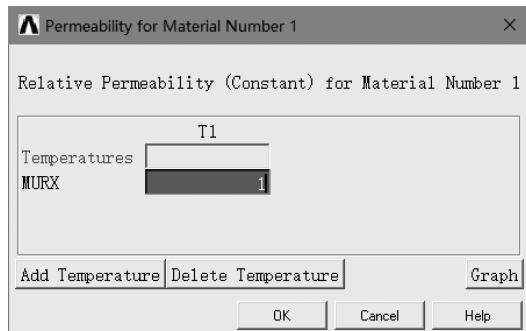 Permeability for Material Number 1
Relative Permeability (Constant) for Material Number 1
T1
Temperatures
MURX 1
Add Temperature Delete Temperature Graph
OK Cancel Help